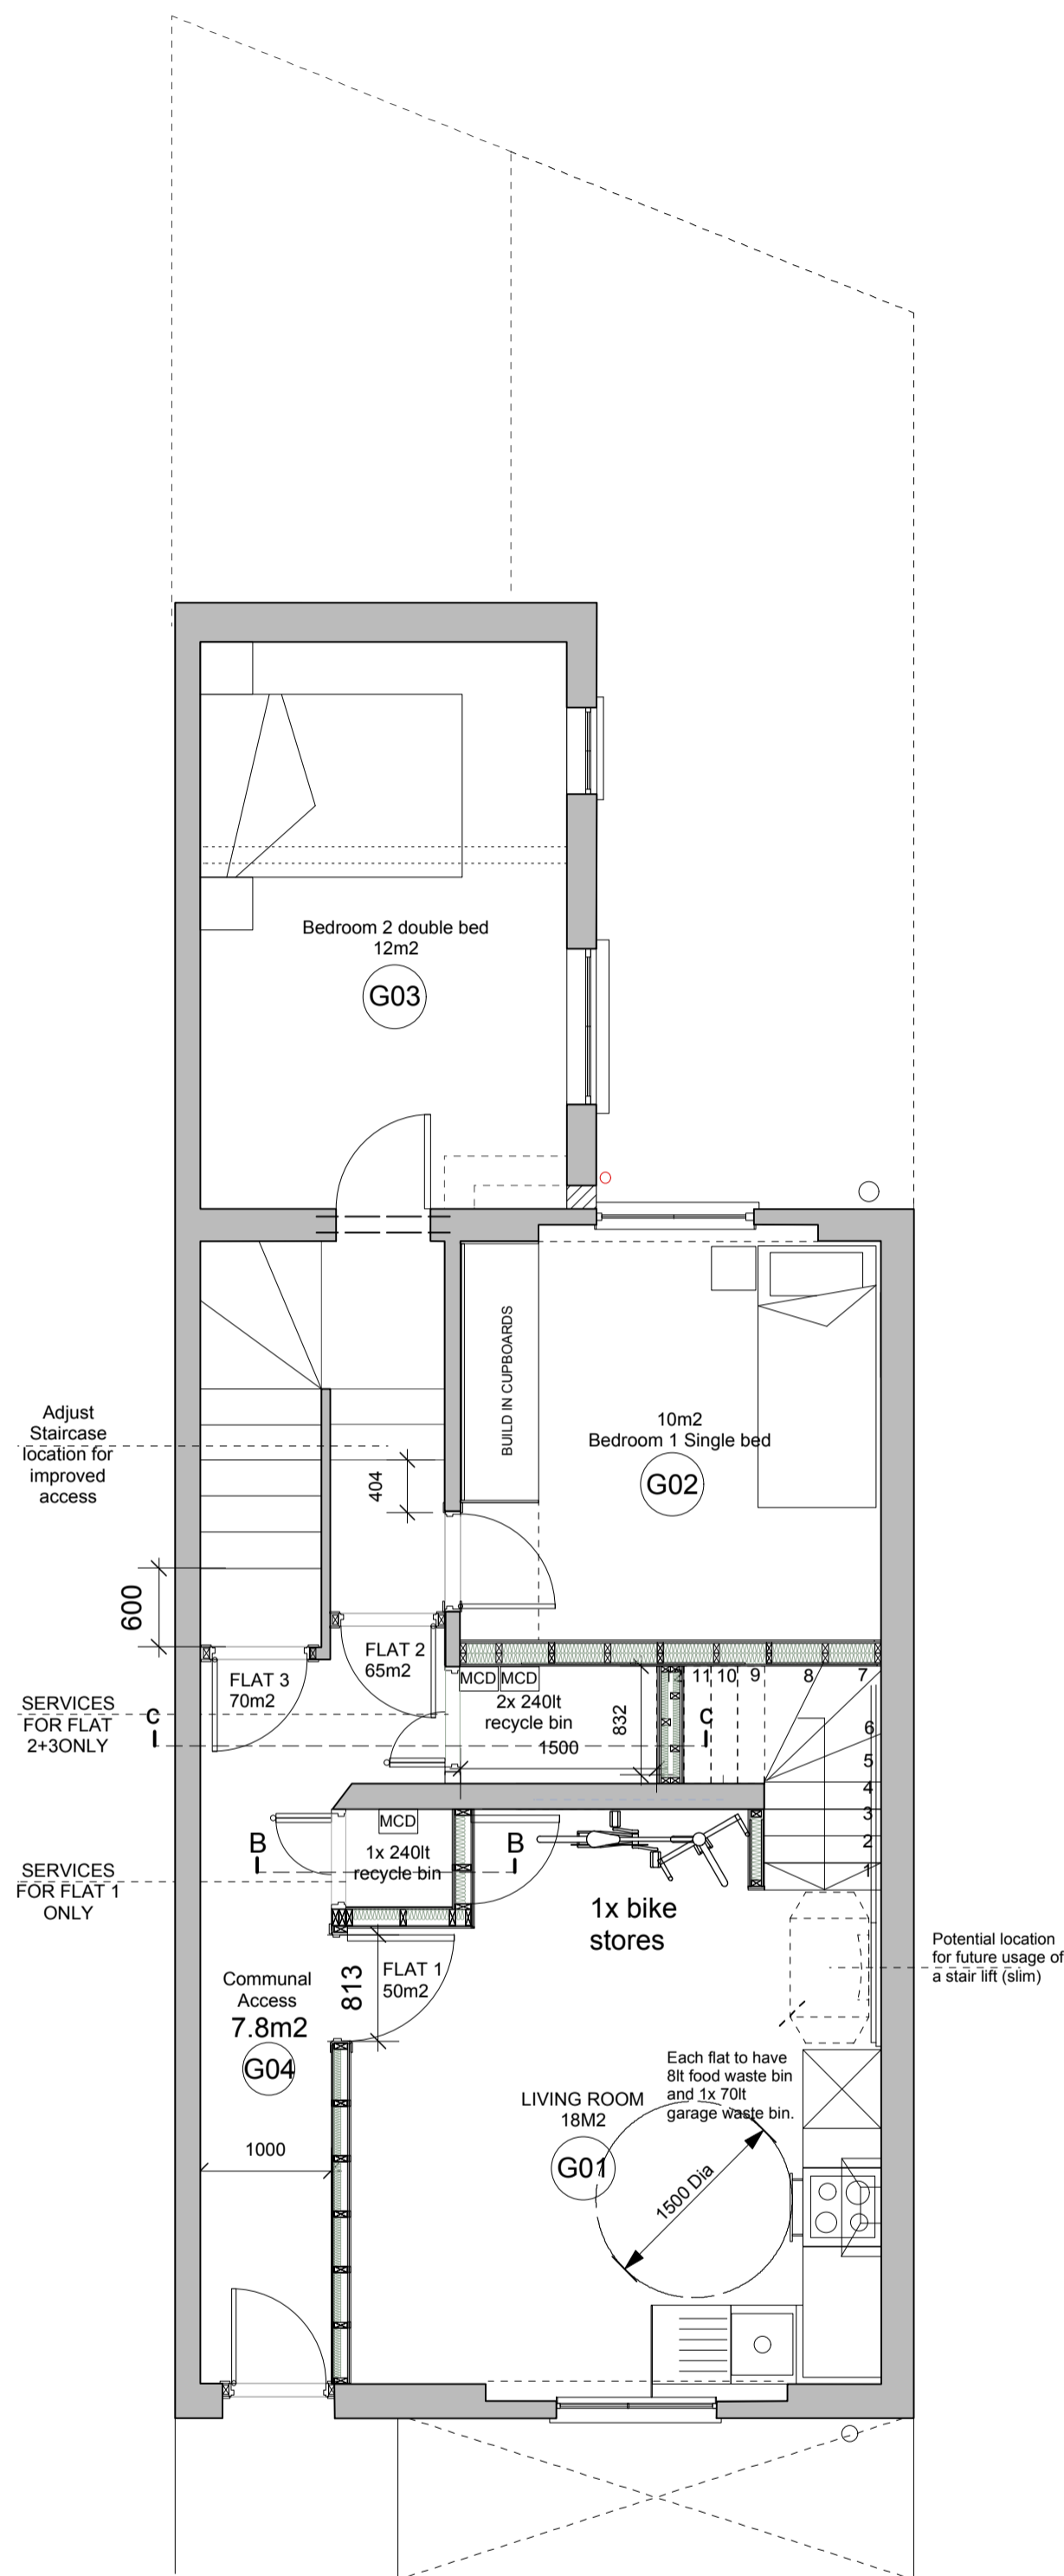 Bedroom 2 double bed
12m2
G03
BUILD IN CUPBOARDS
10m2
Bedroom 1 Single bed
G02
Adjust
Staircase
location for
improved
access
404
600
FLAT 2
65m2
FLAT 3
70m2
MCD
MCD
2x 240lt
recycle bin
832
1500
11
10
9
8
7
6
5
4
3
2
1
SERVICES
FOR FLAT
2+3ONLY
C
C
MCD
1x 240lt
recycle bin
B
B
SERVICES
FOR FLAT 1
ONLY
1x bike
stores
Potential location
for future usage of
a stair lift (slim)
FLAT 1
50m2
813
Communal
Access
7.8m2
G04
1000
Each flat to have
8lt food waste bin
and 1x 70lt
garage waste bin.
LIVING ROOM
18M2
G01
1500 Dia